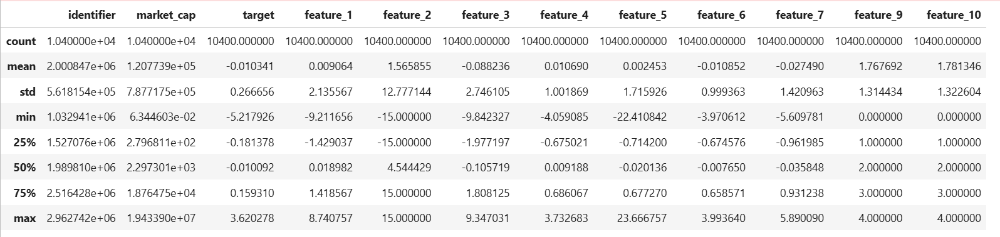 identifier market_cap target feature_1 feature_2 feature_3 feature_4 feature_5 feature_6 feature_7 feature_9 feature_10
count 1.040000e+04 1.040000e+04 10400.000000 10400.000000 10400.000000 10400.000000 10400.000000 10400.000000 10400.000000 10400.000000 10400.000000 10400.000000
mean 2.000847e+06 1.207739e+05 -0.010341 0.009064 1.565855 -0.088236 0.010690 0.002453 -0.010852 -0.027490 1.767692 1.781346
std 5.618154e+05 7.877175e+05 0.266656 2.135567 12.777144 2.746105 1.001869 1.715926 0.999363 1.420963 1.314434 1.322604
min 1.032941e+06 6.344603e-02 -5.217926 -9.211656 -15.000000 -9.842327 -4.059085 -22.410842 -3.970612 -5.609781 0.000000 0.000000
25% 1.527076e+06 2.796811e+02 -0.181378 -1.429037 -15.000000 -1.977197 -0.675021 -0.714200 -0.674576 -0.961985 1.000000 1.000000
50% 1.989810e+06 2.297301e+03 -0.010092 0.018982 4.544429 -0.105719 0.009188 -0.020136 -0.007650 -0.035848 2.000000 2.000000
75% 2.516428e+06 1.876475e+04 0.159310 1.418567 15.000000 1.808125 0.686067 0.677270 0.658571 0.931238 3.000000 3.000000
max 2.962742e+06 1.943390e+07 3.620278 8.740757 15.000000 9.347031 3.732683 23.666757 3.993640 5.890090 4.000000 4.000000